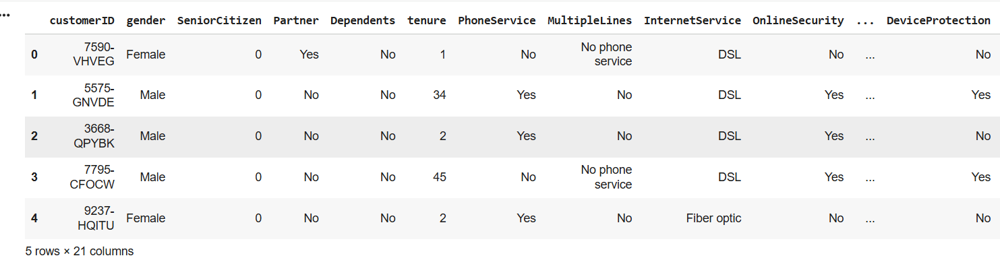 customerID gender SeniorCitizen Partner Dependents tenure PhoneService MultipleLines InternetService OnlineSecurity ... DeviceProtection
0 7590-VHVEG Female 0 Yes No 1 No No phone service DSL No ... No
1 5575-GNVDE Male 0 No No 34 Yes No DSL Yes ... Yes
2 3668-QPYBK Male 0 No No 2 Yes No DSL Yes ... No
3 7795-CFOCW Male 0 No No 45 No No phone service DSL Yes ... Yes
4 9237-HQITU Female 0 No No 2 Yes No Fiber optic No ... No
5 rows × 21 columns